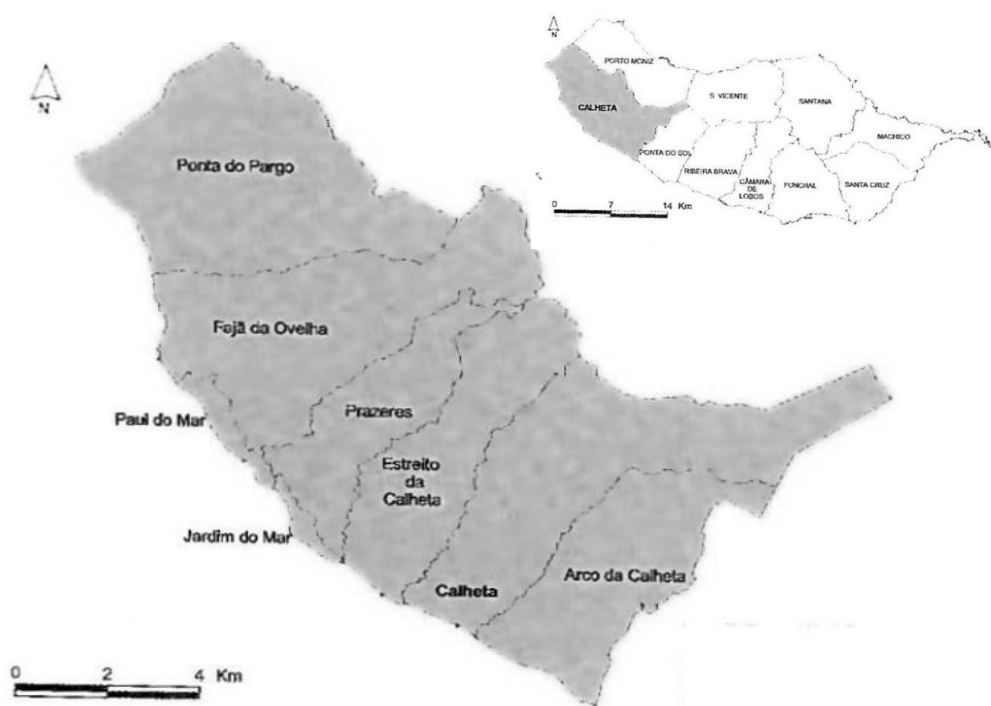 N
PORTO MONIZ
S. VICENTE
SANTANA
CALHETA
MACHICO
PONTA DO SOL
RIBEIRA BRAVA
CÂMARA
DE
LOBOS
FUNCHAL
SANTA CRUZ
0 7 14 Km
N
Ponta do Pargo
Fajã da Ovelha
Prazeres
Paul do Mar
Estreito
da
Calheta
Jardim do Mar
Calheta
Arco da Calheta
0 2 4 Km